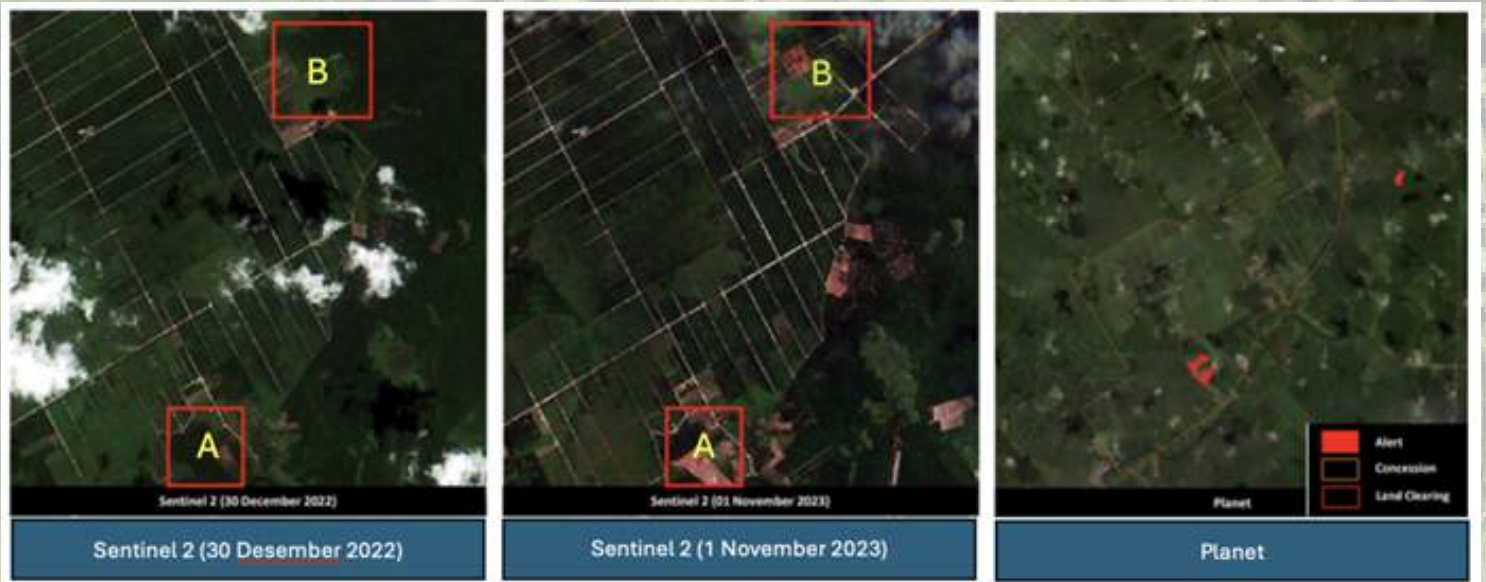 B
A
Sentinel 2 (30 December 2022)
Sentinel 2 (30 Desember 2022)
B
A
Sentinel 2 (01 November 2023)
Sentinel 2 (1 November 2023)
Alert
Concession
Land Clearing
Planet
Planet